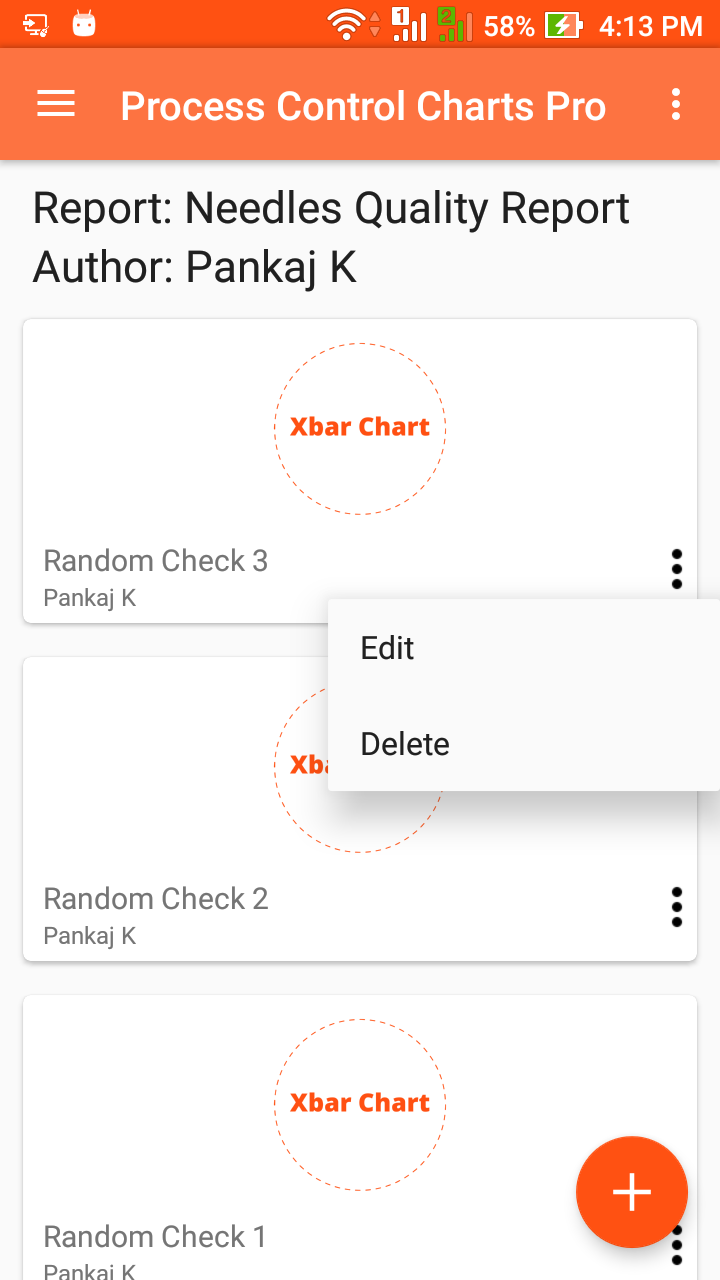 1 2 58% 4:13 PM
Process Control Charts Pro
Report: Needles Quality Report
Author: Pankaj K
Xbar Chart
Random Check 3
Pankaj K
Edit
Delete
Xba
Random Check 2
Pankaj K
Xbar Chart
Random Check 1
Pankaj K